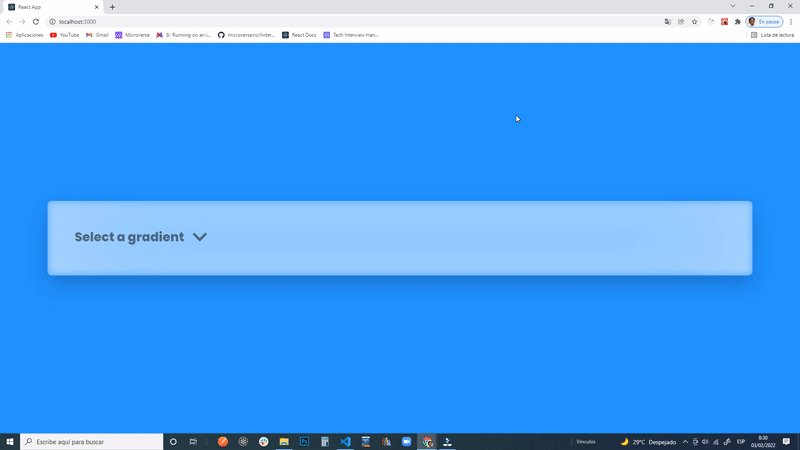 React App
localhost:3000
En pausa
Aplicaciones
YouTube
Gmail
Microverse
8- Running on an i...
microverseinc/linter...
React Docs
Tech Interview Han...
Lista de lectura
Select a gradient
Escribe aquí para buscar
Vínculos
29°C Despejado
ESP
8:30
03/02/2022